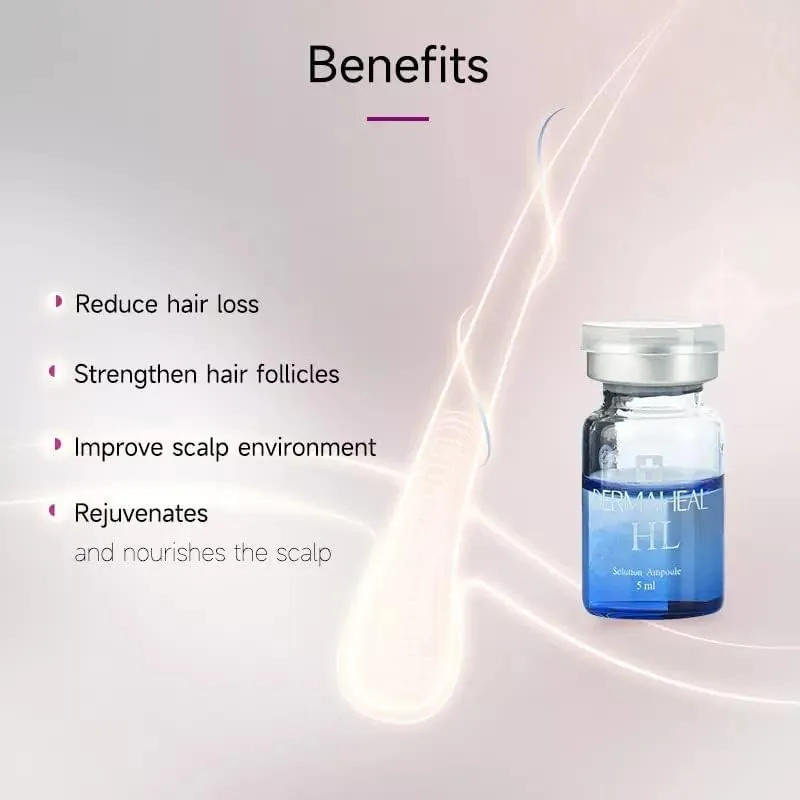 Benefits
Reduce hair loss
Strengthen hair follicles
Improve scalp environment
Rejuvenates
and nourishes the scalp
DERMAHEAL
HL
Solution Ampoule
5 ml